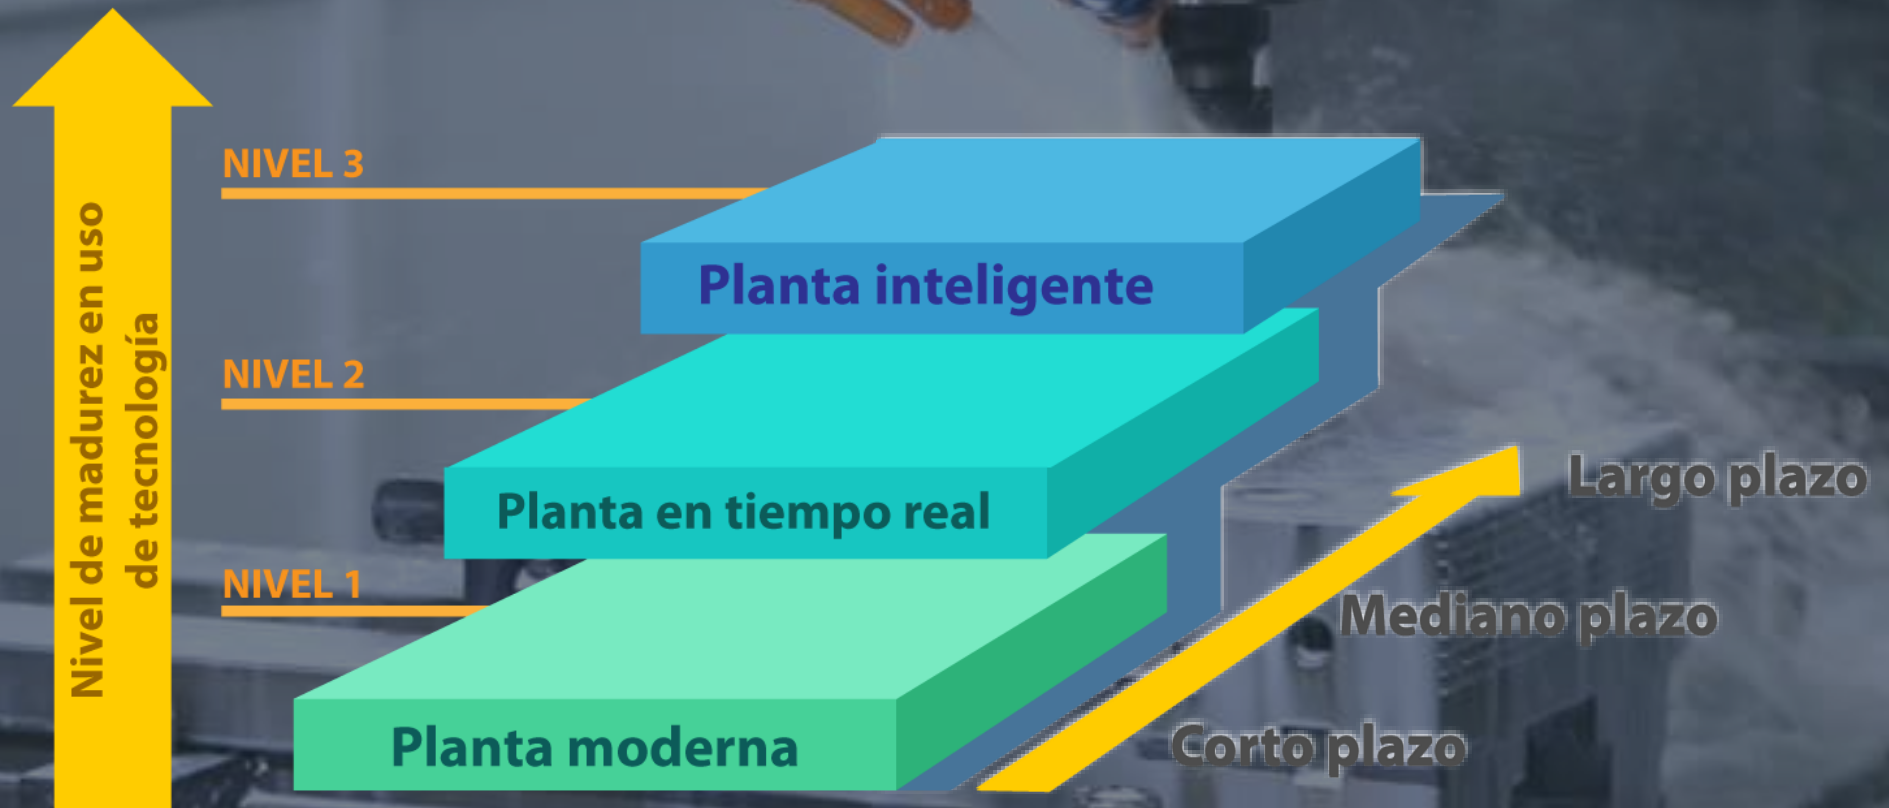 Nivel de madurez en uso
de tecnología
NIVEL 3
Planta inteligente
NIVEL 2
Planta en tiempo real
NIVEL 1
Planta moderna
Largo plazo
Mediano plazo
Corto plazo